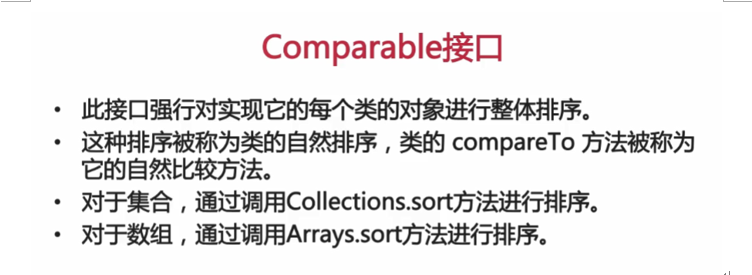 Comparable接口
• 此接口强行对实现它的每个类的对象进行整体排序。
• 这种排序被称为类的自然排序，类的 compareTo 方法被称为
它的自然比较方法。
• 对于集合，通过调用Collections.sort方法进行排序。
• 对于数组，通过调用Arrays.sort方法进行排序。